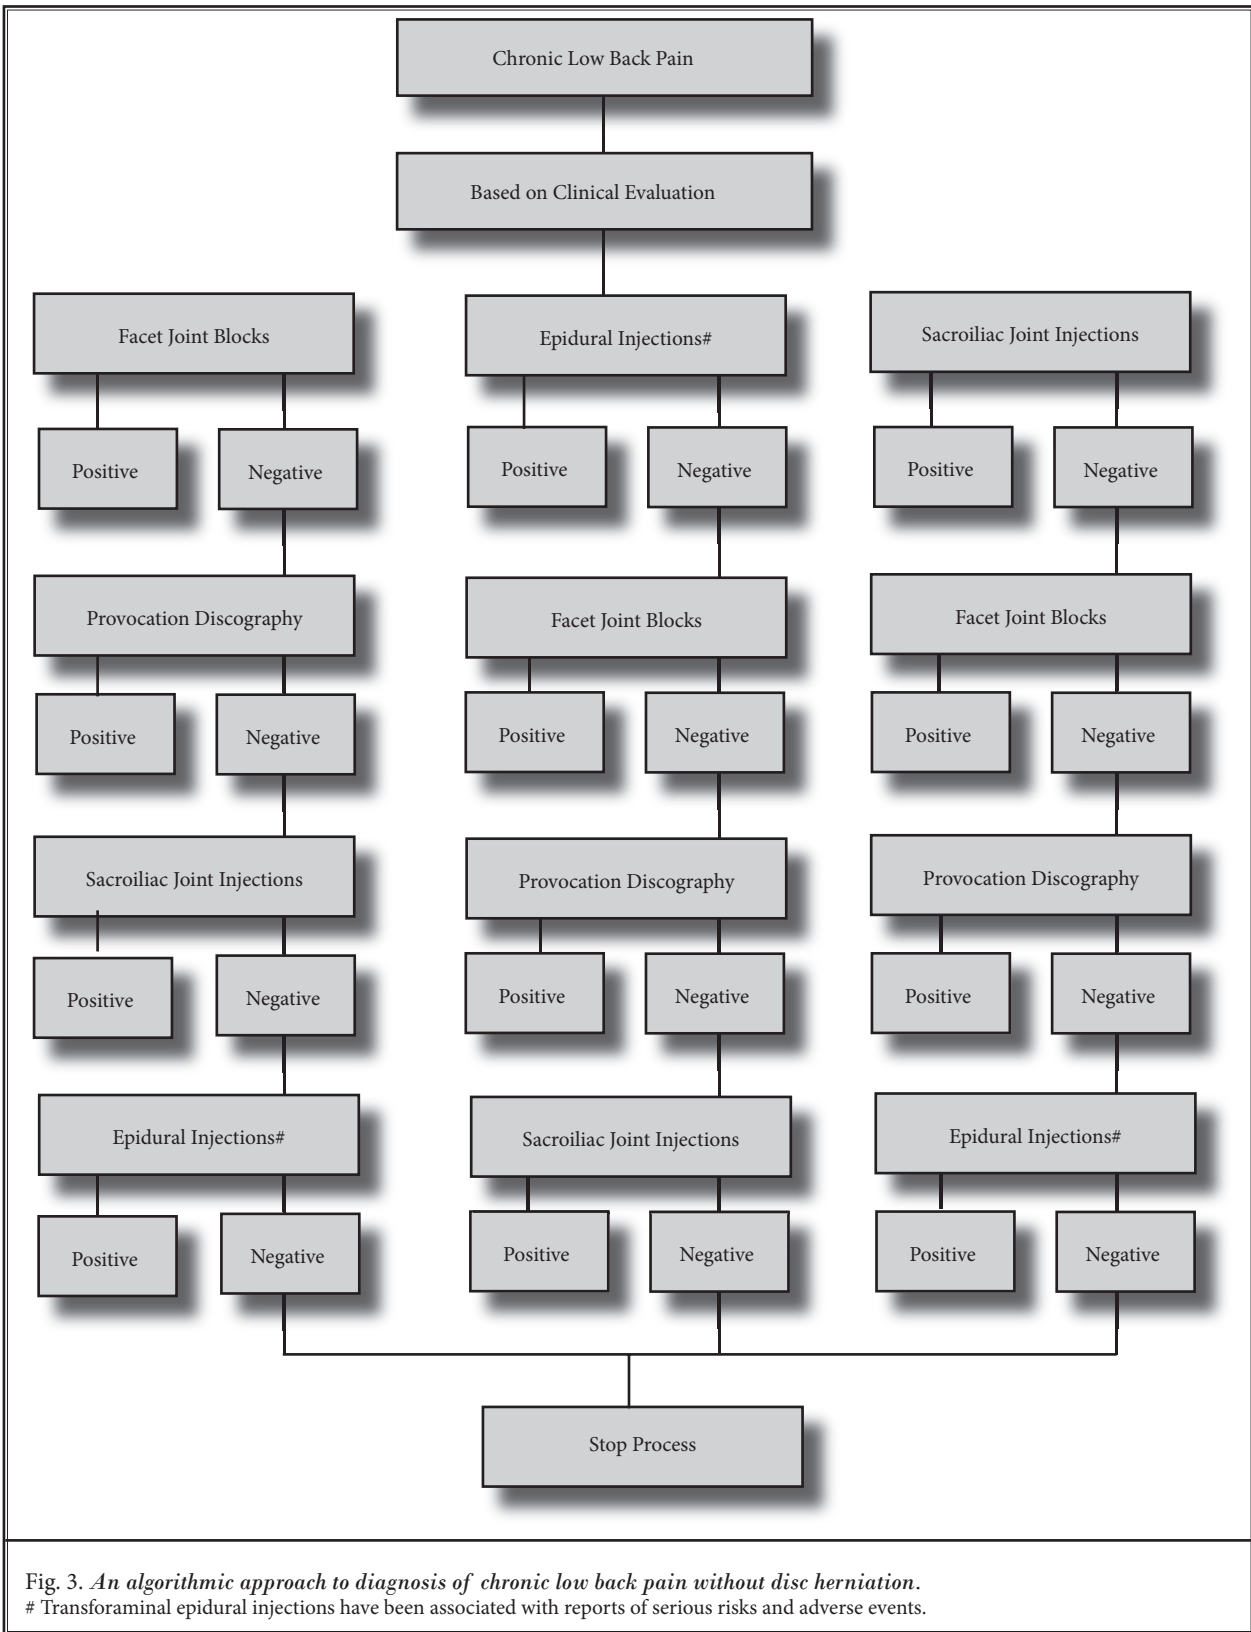 Chronic Low Back Pain
Based on Clinical Evaluation
Facet Joint Blocks
Epidural Injections#
Sacroiliac Joint Injections
Positive
Negative
Positive
Negative
Positive
Negative
Provocation Discography
Facet Joint Blocks
Facet Joint Blocks
Positive
Negative
Positive
Negative
Positive
Negative
Sacroiliac Joint Injections
Provocation Discography
Provocation Discography
Positive
Negative
Positive
Negative
Positive
Negative
Epidural Injections#
Sacroiliac Joint Injections
Epidural Injections#
Positive
Negative
Positive
Negative
Positive
Negative
Stop Process
Fig. 3. An algorithmic approach to diagnosis of chronic low back pain without disc herniation.
# Transforaminal epidural injections have been associated with reports of serious risks and adverse events.